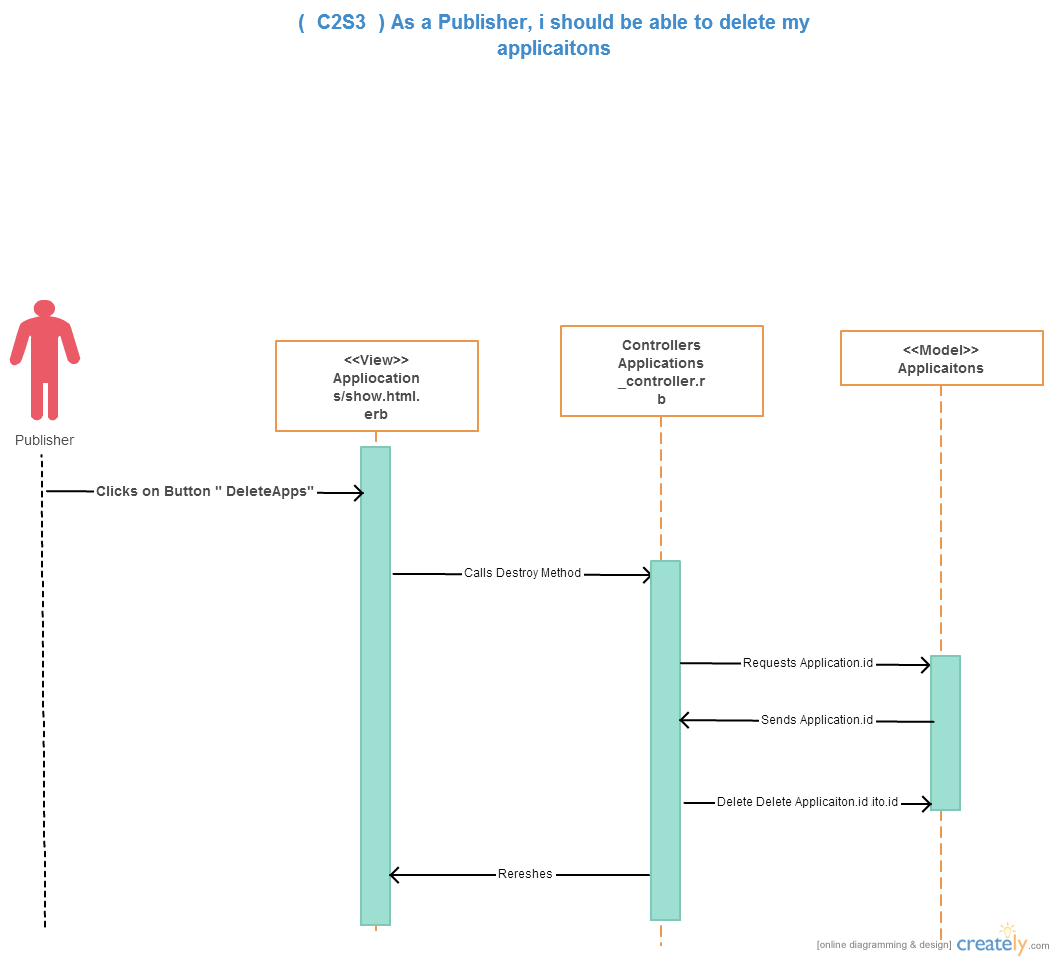 ( C2S3 ) As a Publisher, i should be able to delete my
applicaitons
Publisher
<<View>>
Appliocation
s/show.html.
erb
Controllers
Applications
_controller.r
b
<<Model>>
Applicaitons
Clicks on Button " DeleteApps"
Calls Destroy Method
Requests Application.id
Sends Application.id
Delete Delete Applicaiton.id.ito.id
Rereshes
[online diagramming & design] creately.com